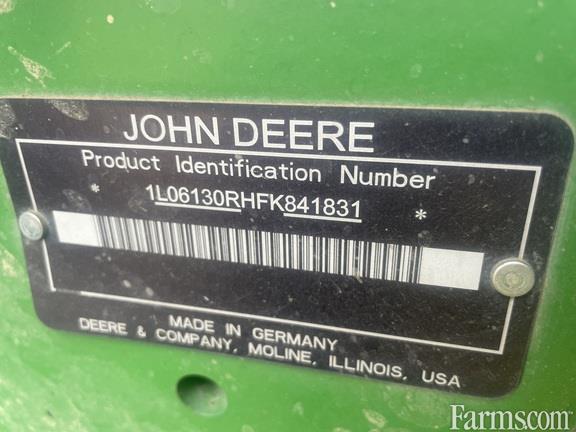 JOHN DEERE
Product Identification Number
* 1L06130RHFK841831 *
MADE IN GERMANY
DEERE & COMPANY, MOLINE, ILLINOIS, USA
Farms.com